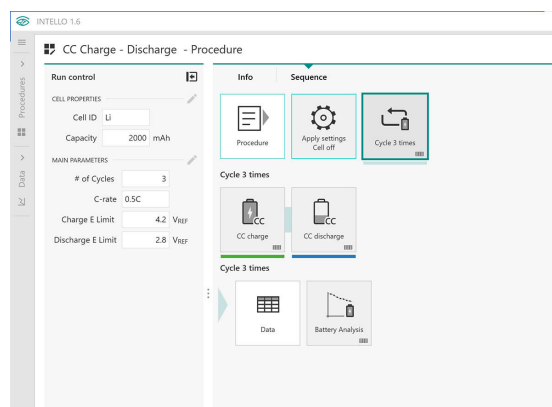 INTELLO 1.6
CC Charge - Discharge - Procedure
Procedures
Data
Run control
CELL PROPERTIES
Cell ID Li
Capacity 2000 mAh
MAIN PARAMETERS
# of Cycles 3
C-rate 0.5C
Charge E Limit 4.2 VREF
Discharge E Limit 2.8 VREF
Info Sequence
Procedure
Apply settings
Cell off
Cycle 3 times
Cycle 3 times
CC
CC charge
CC
CC discharge
Cycle 3 times
Data
Battery Analysis